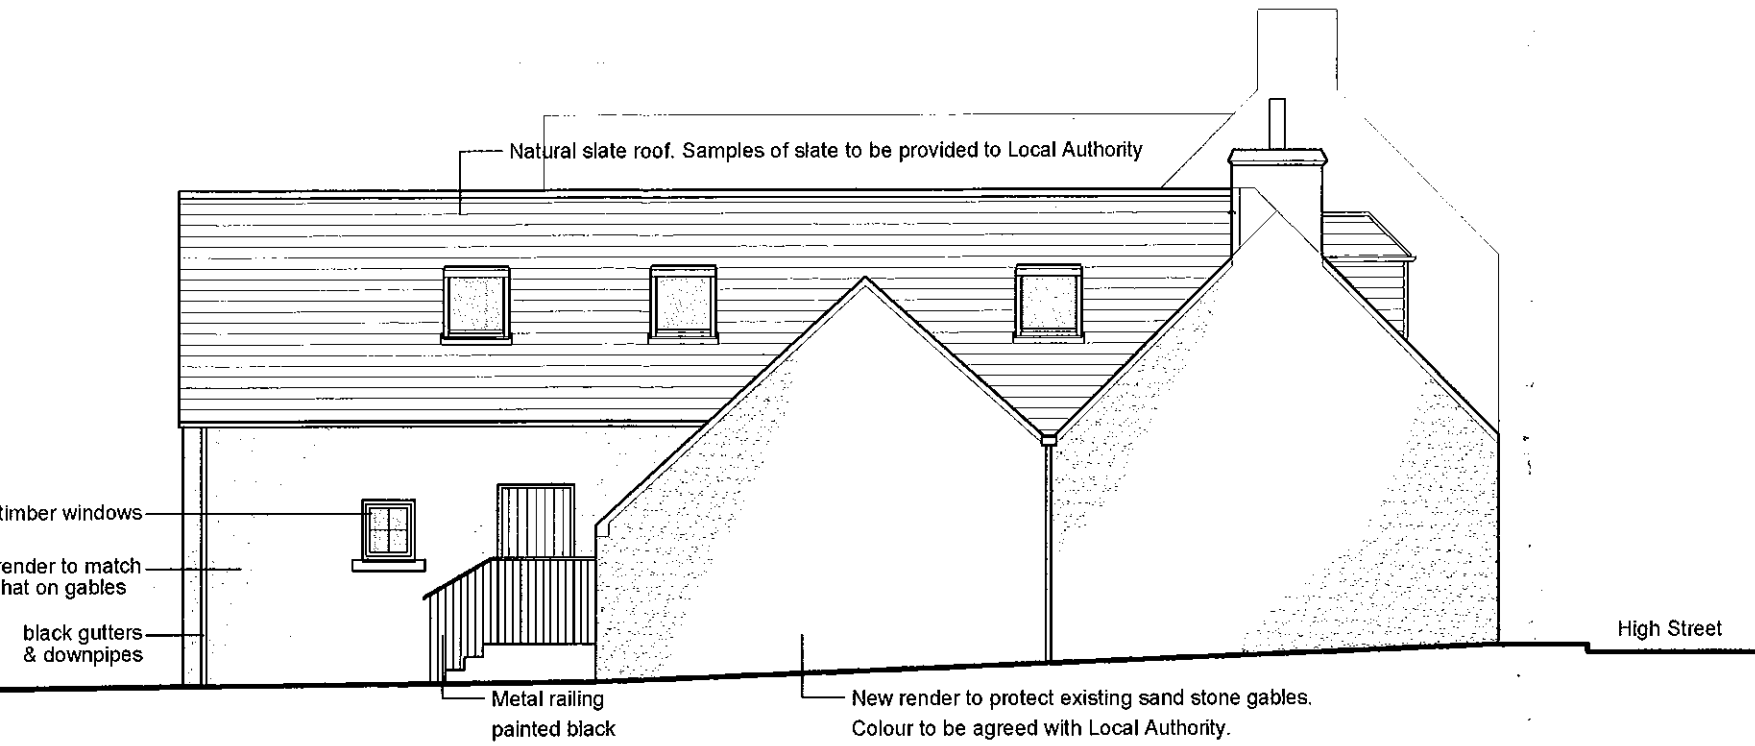 Natural slate roof. Samples of slate to be provided to Local Authority
timber windows
render to match
hat on gables
black gutters
& downpipes
High Street
Metal railing
painted black
New render to protect existing sand stone gables.
Colour to be agreed with Local Authority.